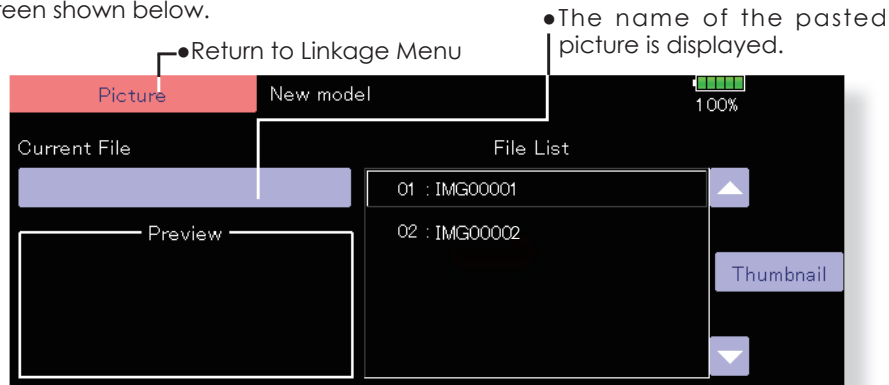 reen shown below.
●The name of the pasted
picture is displayed.
●Return to Linkage Menu
Picture
New model
100%
Current File
File List
01 : IMG00001
Preview
02 : IMG00002
Thumbnail